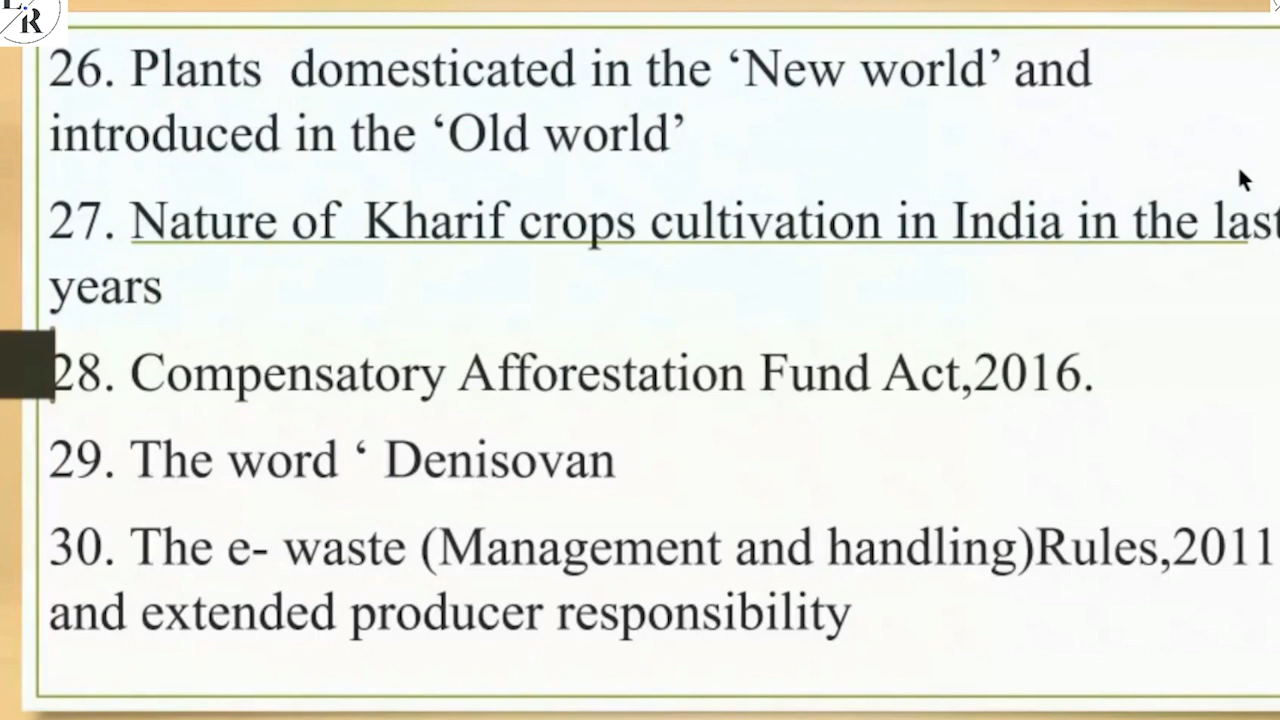 L.
R
26. Plants domesticated in the ‘New world’ and
introduced in the ‘Old world’
27. Nature of Kharif crops cultivation in India in the
years
28. Compensatory Afforestation Fund Act,2016.
29. The word ‘ Denisovan
30. The e- waste (Management and handling)Rules,2011
and extended producer responsibility